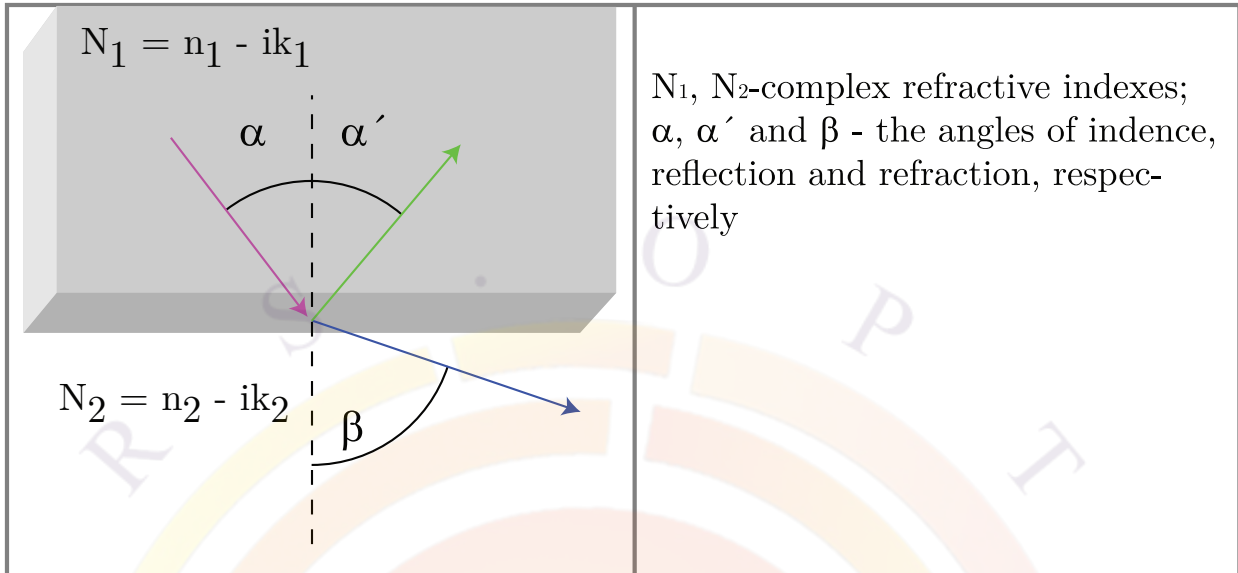 N₁ = n₁ - ik₁
α α´
N₂ = n₂ - ik₂
β
N₁, N₂-complex refractive indexes;
α, α´ and β - the angles of indence,
reflection and refraction, respec-
tively
R S . O P T